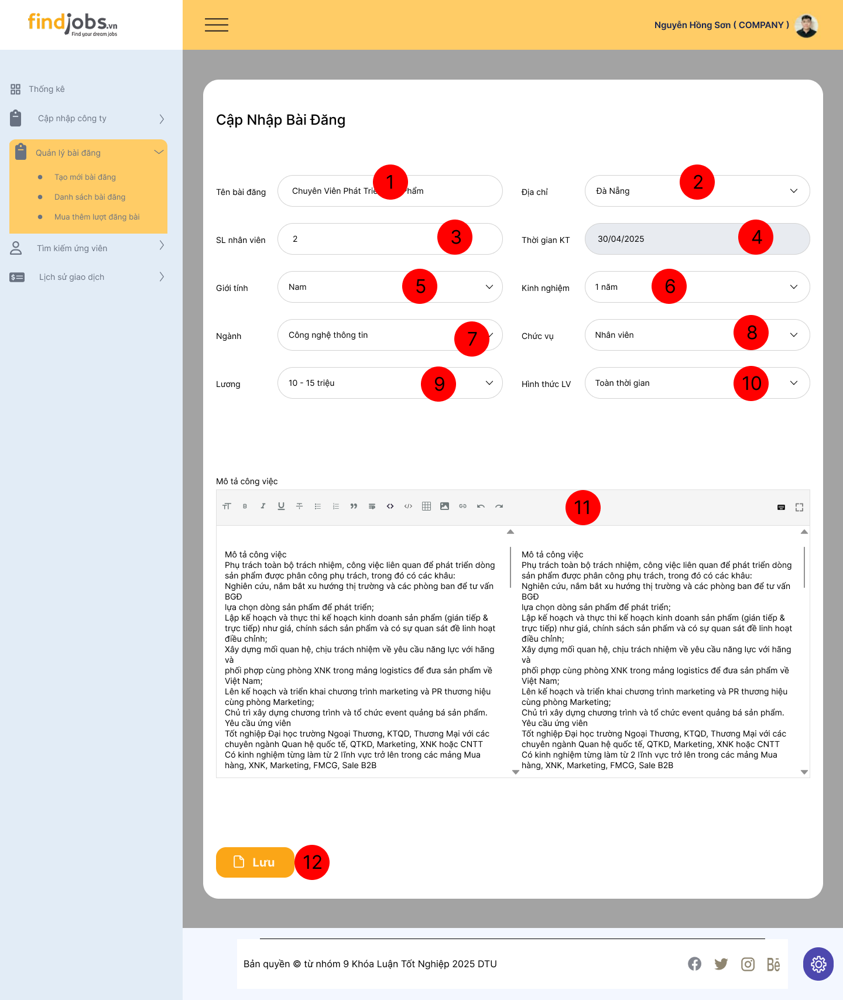 findjobs.vn
Find your dream jobs
Nguyễn Hồng Sơn ( COMPANY )
Thống kê
Cập nhập công ty
Quản lý bài đăng
Tạo mới bài đăng
Danh sách bài đăng
Mua thêm lượt đăng bài
Tìm kiếm ứng viên
Lịch sử giao dịch
Cập Nhập Bài Đăng
Tên bài đăng
Chuyên Viên Phát Triể Phẩm
1
Địa chỉ
Đà Nẵng
2
SL nhân viên
2
3
Thời gian KT
30/04/2025
4
Giới tính
Nam
5
Kinh nghiệm
1 năm
6
Ngành
Công nghệ thông tin
7
Chức vụ
Nhân viên
8
Lương
10 - 15 triệu
9
Hình thức LV
Toàn thời gian
10
Mô tả công việc
11
Mô tả công việc
Phụ trách toàn bộ trách nhiệm, công việc liên quan để phát triển dòng
sản phẩm được phân công phụ trách, trong đó có các khâu:
Nghiên cứu, nắm bắt xu hướng thị trường và các phòng ban để tư vấn
BGĐ
lựa chọn dòng sản phẩm để phát triển;
Lập kế hoạch và thực thi kế hoạch kinh doanh sản phẩm (gián tiếp &
trực tiếp) như giá, chính sách sản phẩm và có sự quan sát đề linh hoạt
điều chỉnh;
Xây dựng mối quan hệ, chịu trách nhiệm về yêu cầu năng lực với hãng
và
phối phợp cùng phòng XNK trong mảng logistics để đưa sản phẩm về
Việt Nam;
Lên kế hoạch và triển khai chương trình marketing và PR thương hiệu
cùng phòng Marketing;
Chủ trì xây dựng chương trình và tổ chức event quảng bá sản phẩm.
Yêu cầu ứng viên
Tốt nghiệp Đại học trường Ngoại Thương, KTQD, Thương Mại với các
chuyên ngành Quan hệ quốc tế, QTKD, Marketing, XNK hoặc CNTT
Có kinh nghiệm từng làm từ 2 lĩnh vực trở lên trong các mảng Mua
hàng, XNK, Marketing, FMCG, Sale B2B
Mô tả công việc
Phụ trách toàn bộ trách nhiệm, công việc liên quan để phát triển dòng
sản phẩm được phân công phụ trách, trong đó có các khâu:
Nghiên cứu, nắm bắt xu hướng thị trường và các phòng ban để tư vấn
BGĐ
lựa chọn dòng sản phẩm để phát triển;
Lập kế hoạch và thực thi kế hoạch kinh doanh sản phẩm (gián tiếp &
trực tiếp) như giá, chính sách sản phẩm và có sự quan sát đề linh hoạt
điều chỉnh;
Xây dựng mối quan hệ, chịu trách nhiệm về yêu cầu năng lực với hãng
và
phối phợp cùng phòng XNK trong mảng logistics để đưa sản phẩm về
Việt Nam;
Lên kế hoạch và triển khai chương trình marketing và PR thương hiệu
cùng phòng Marketing;
Chủ trì xây dựng chương trình và tổ chức event quảng bá sản phẩm.
Yêu cầu ứng viên
Tốt nghiệp Đại học trường Ngoại Thương, KTQD, Thương Mại với các
chuyên ngành Quan hệ quốc tế, QTKD, Marketing, XNK hoặc CNTT
Có kinh nghiệm từng làm từ 2 lĩnh vực trở lên trong các mảng Mua
hàng, XNK, Marketing, FMCG, Sale B2B
Lưu
12
Bản quyền © từ nhóm 9 Khóa Luận Tốt Nghiệp 2025 DTU